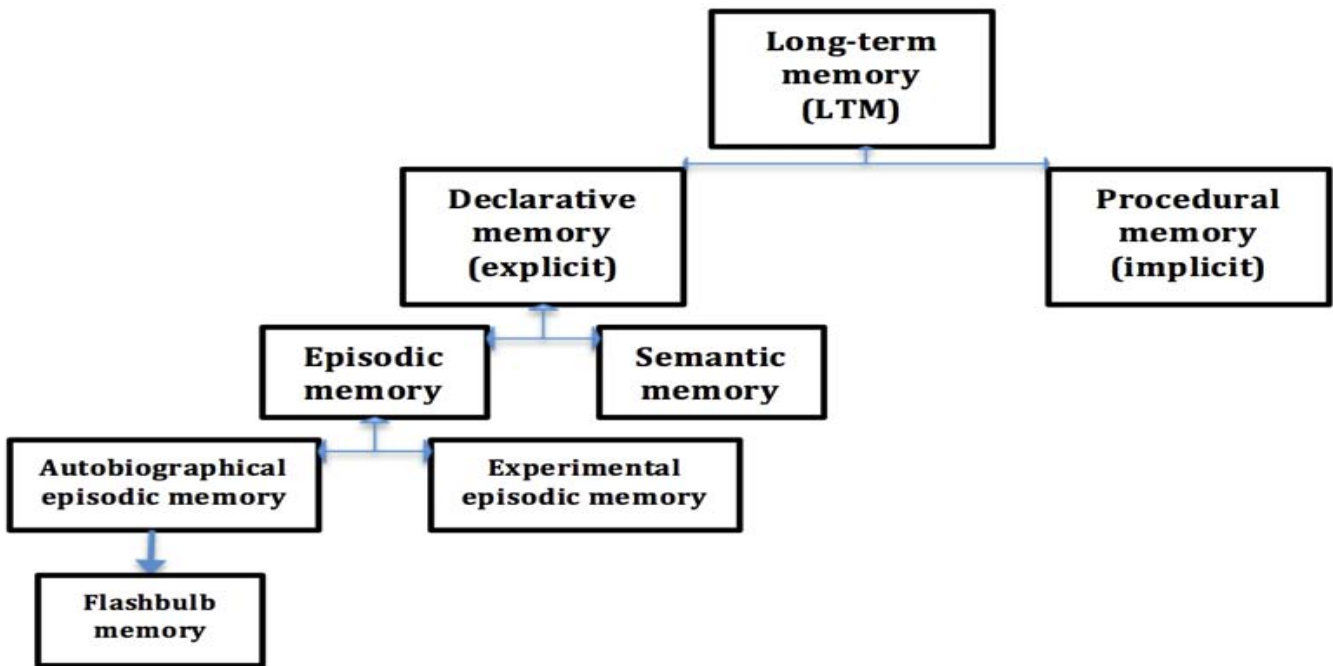 Long-term
memory
(LTM)
Declarative
memory
(explicit)
Procedural
memory
(implicit)
Episodic
memory
Semantic
memory
Autobiographical
episodic memory
Experimental
episodic memory
Flashbulb
memory